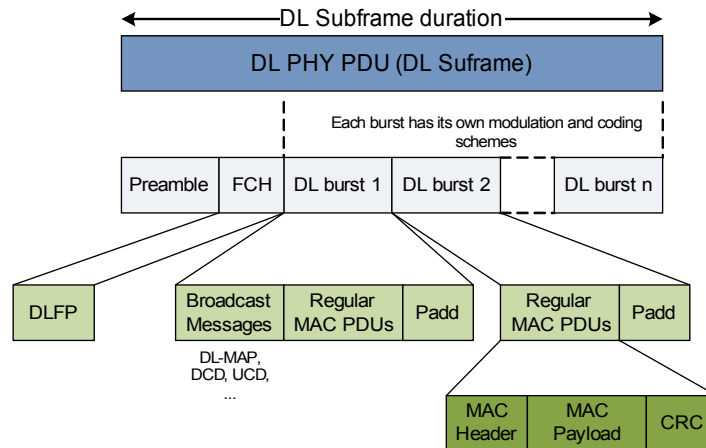 DL Subframe duration
DL PHY PDU (DL Suframe)
Each burst has its own modulation and coding
schemes
Preamble
FCH
DL burst 1
DL burst 2
DL burst n
DLFP
Broadcast
Messages
Regular
MAC PDUs
Padd
Regular
MAC PDUs
Padd
DL-MAP,
DCD, UCD,
...
MAC
Header
MAC
Payload
CRC